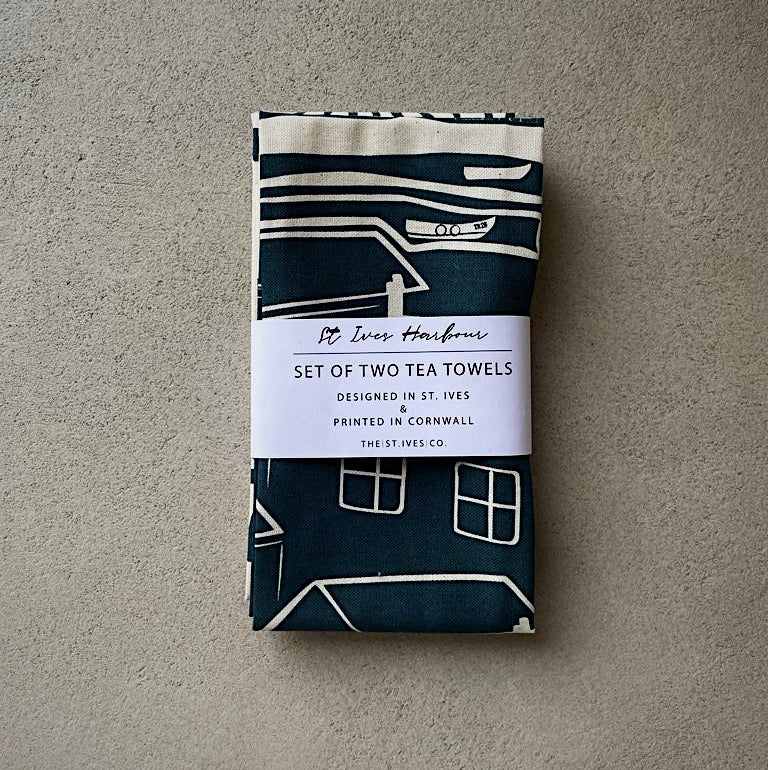 St Ives Harbour
SET OF TWO TEA TOWELS
DESIGNED IN ST. IVES
&
PRINTED IN CORNWALL
THE|ST.IVES|CO.